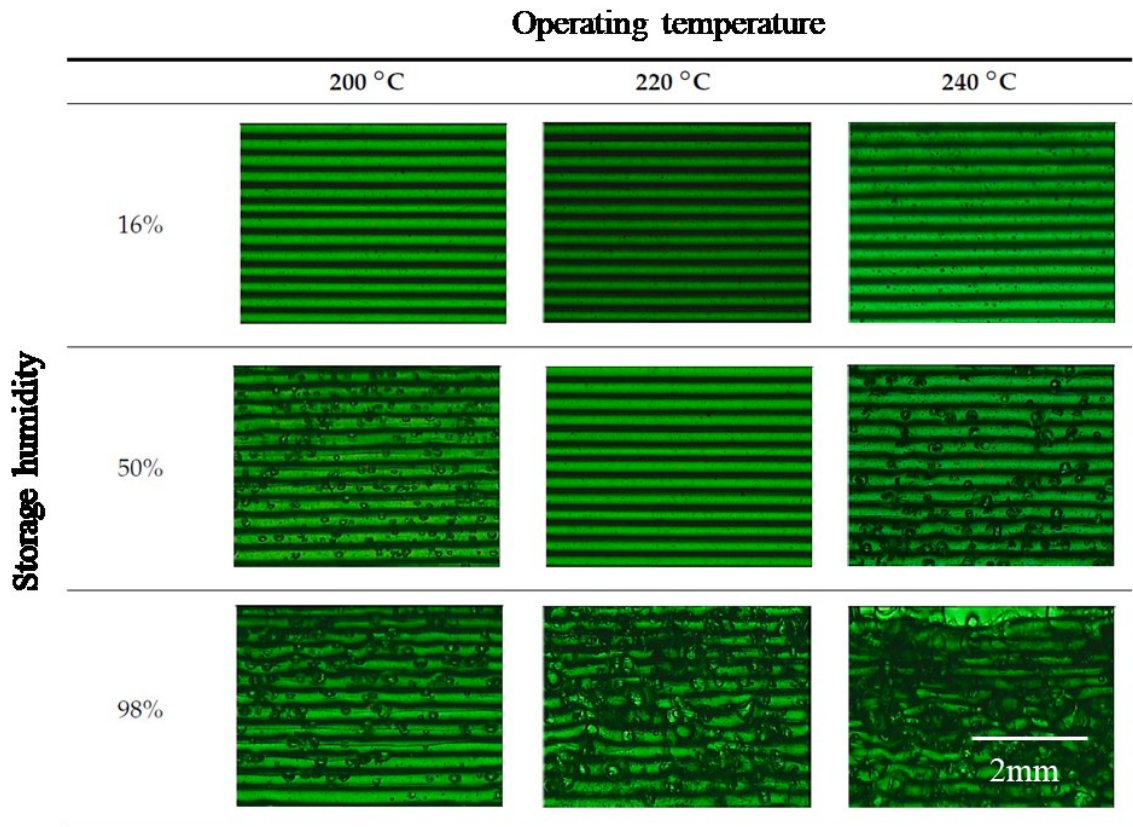 Operating temperature
200 °C 220 °C 240 °C
16%
Storage humidity
50%
98%
2mm